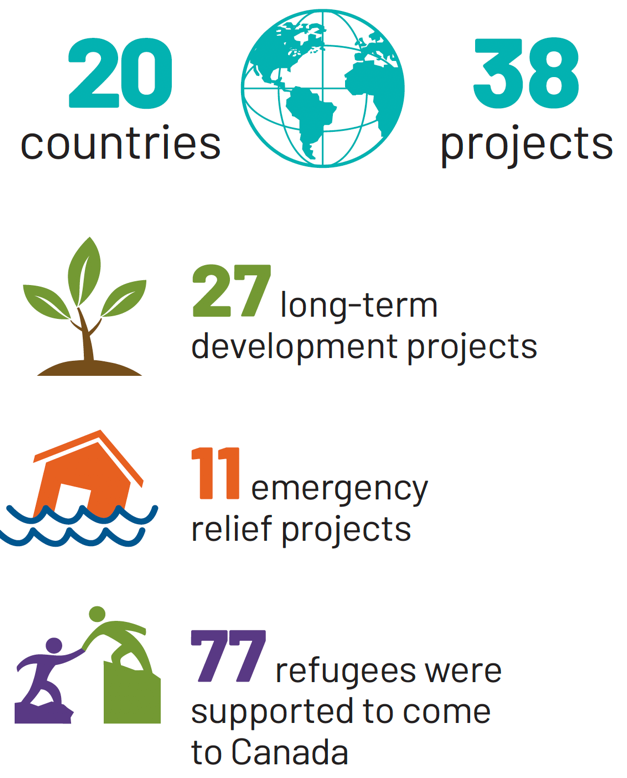 20
countries
38
projects
27 long-term
development projects
11 emergency
relief projects
77 refugees were
supported to come
to Canada